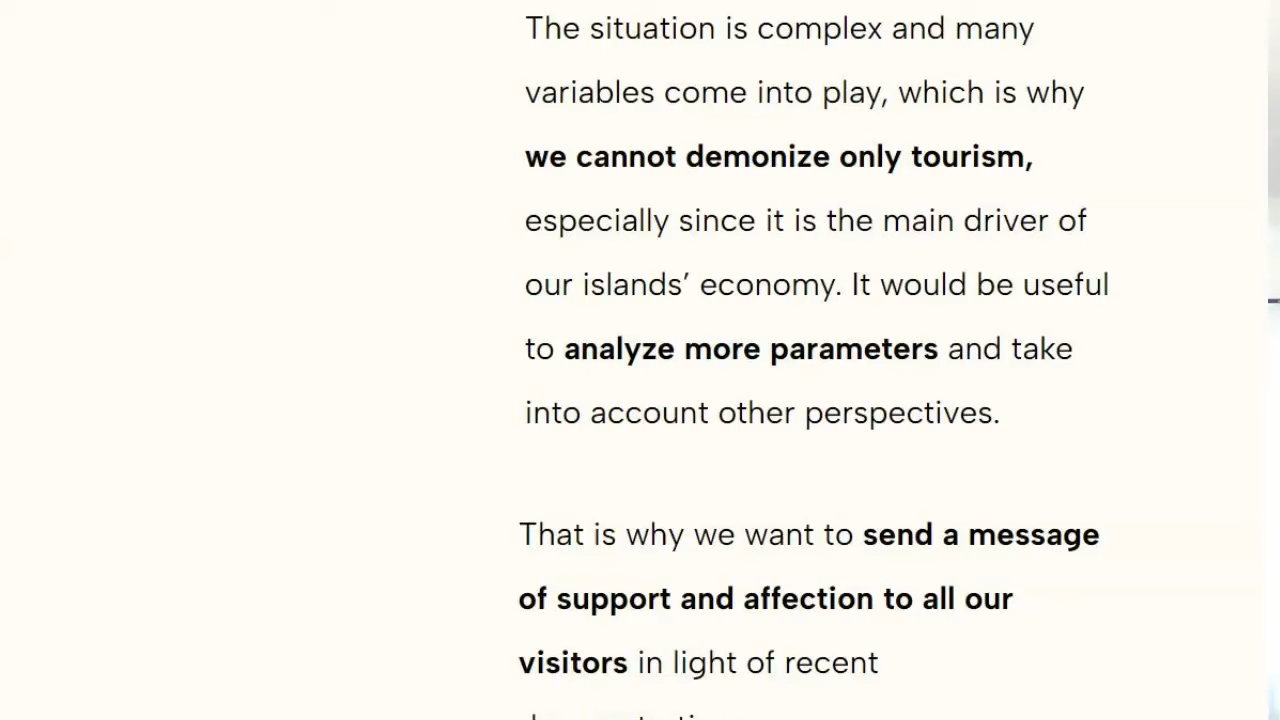 The situation is complex and many
variables come into play, which is why
we cannot demonize only tourism,
especially since it is the main driver of
our islands’ economy. It would be useful
to analyze more parameters and take
into account other perspectives.
That is why we want to send a message
of support and affection to all our
visitors in light of recent